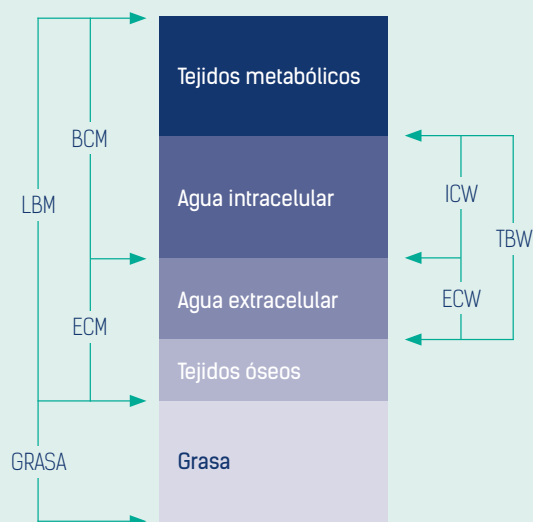 Tejidos metabólicos
BCM
Agua intracelular
ICW
LBM
TBW
Agua extracelular
ECW
ECM
Tejidos óseos
GRASA
Grasa